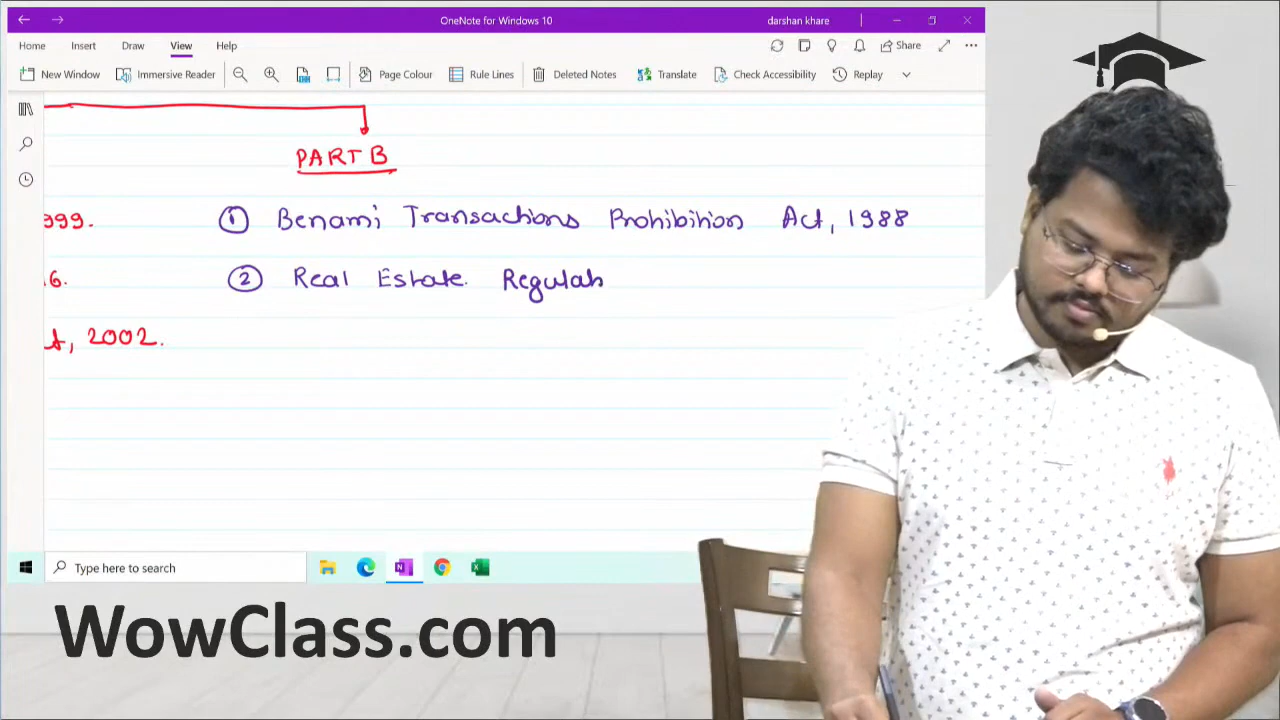 OneNote for Windows 10
darshan khare
Home Insert Draw View Help
Share
New Window Immersive Reader Page Colour Rule Lines Deleted Notes Translate Check Accessibility Replay
PART B
999.
① Benami Transactions Prohibition Act, 1988
16.
② Real Estate Regulat
t, 2002.
Type here to search
WowClass.com